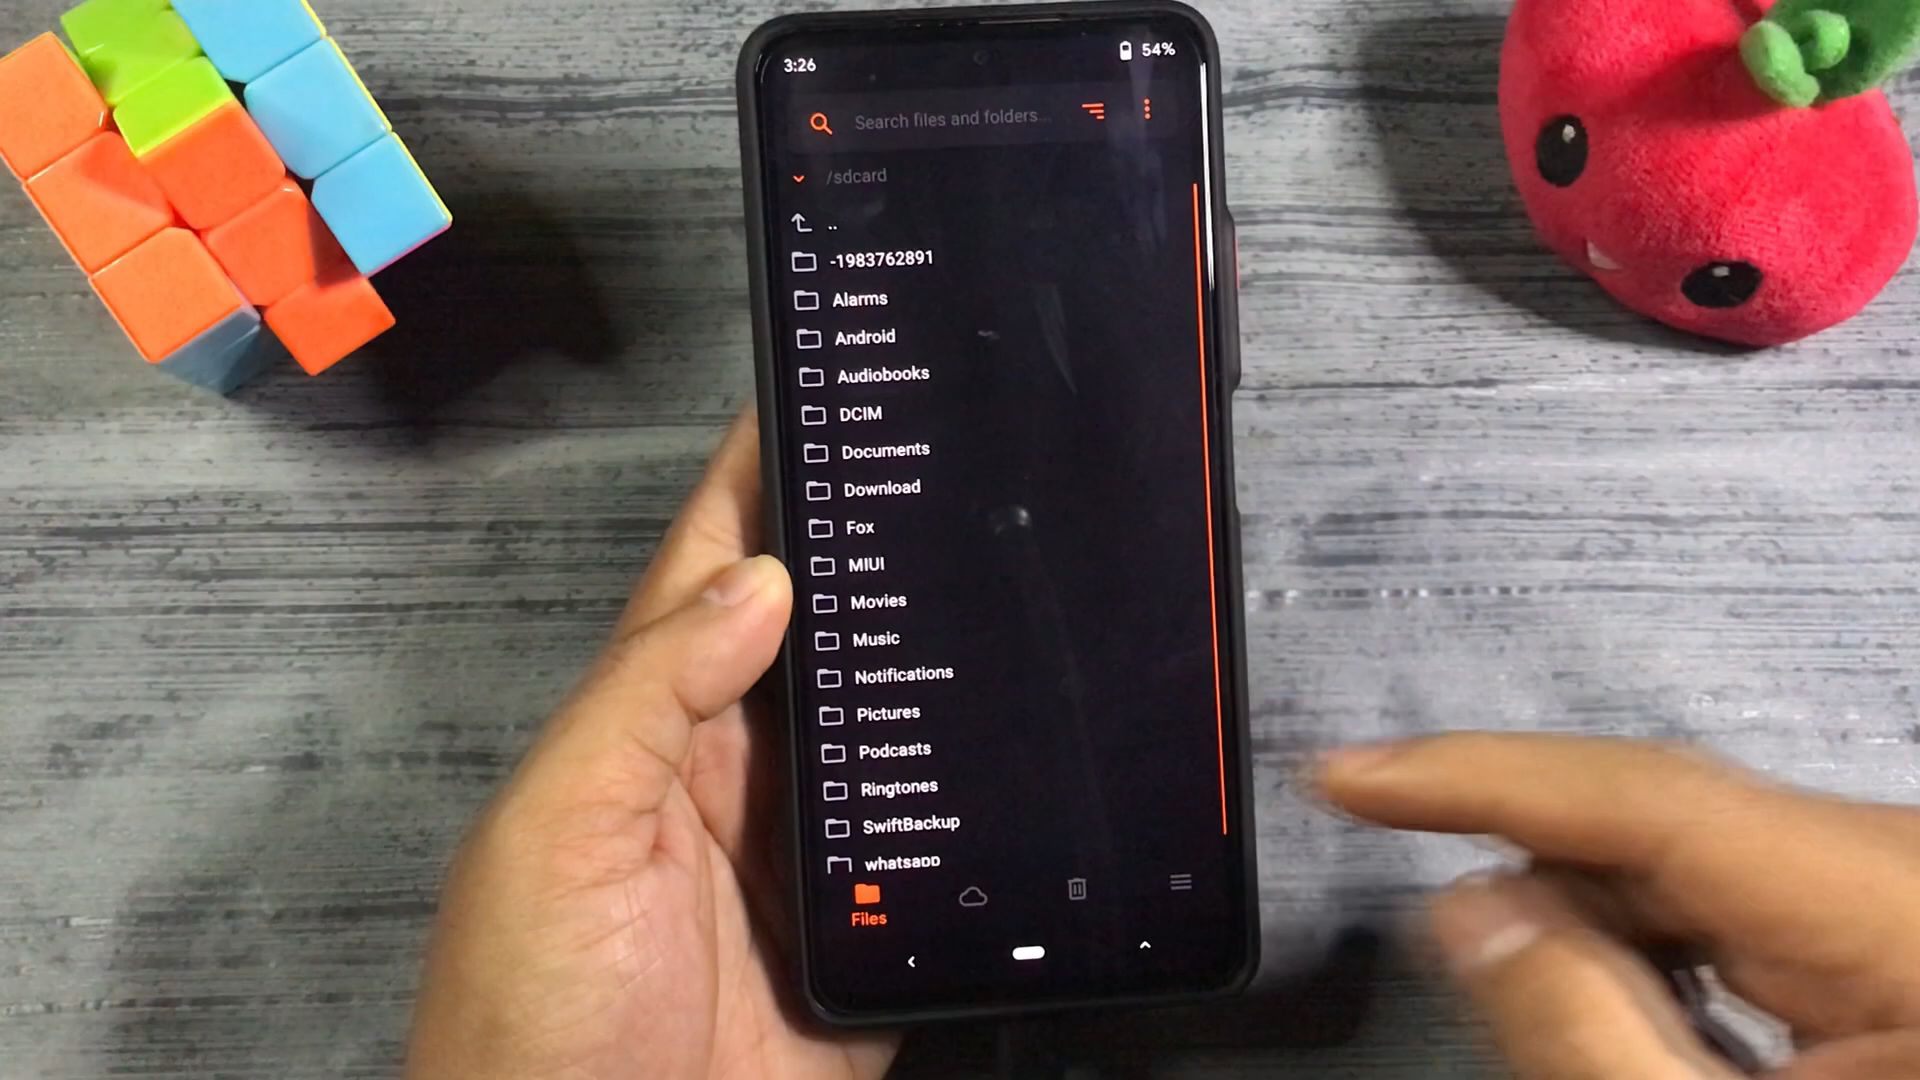 3:26
54%
Search files and folders...
/sdcard
..
-1983762891
Alarms
Android
Audiobooks
DCIM
Documents
Download
Fox
MIUI
Movies
Music
Notifications
Pictures
Podcasts
Ringtones
SwiftBackup
whatsapp
Files